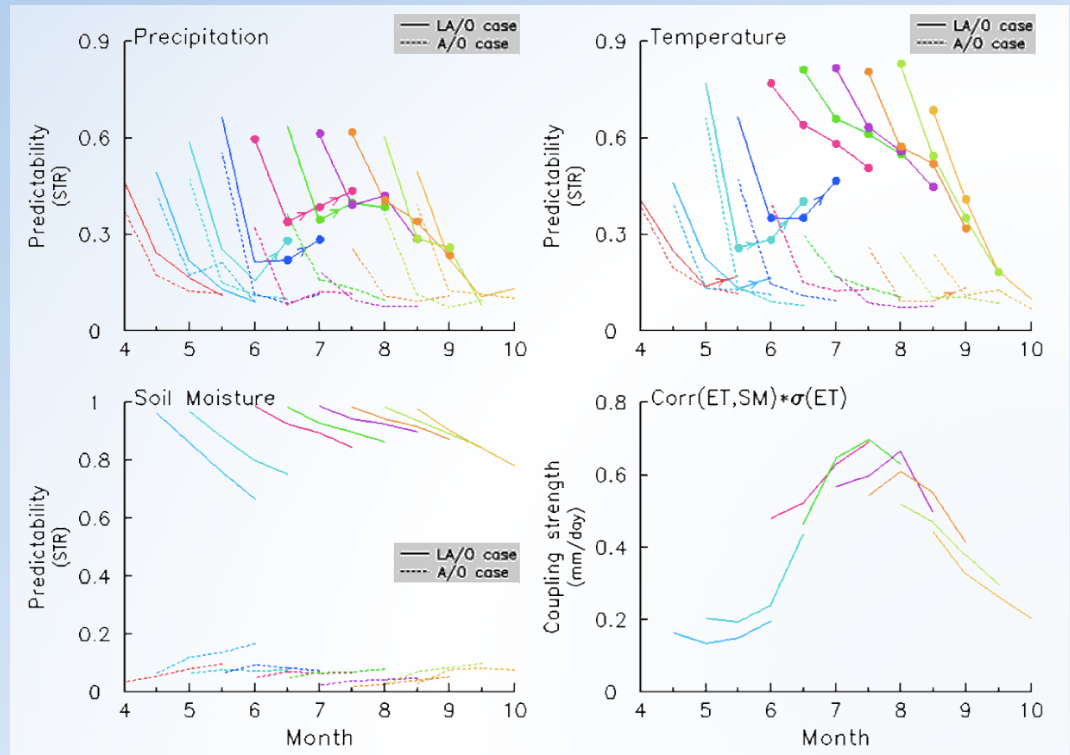 Precipitation
LA/O case
A/O case
Predictability
(STR)
0.9
0.6
0.3
0
4 5 6 7 8 9 10
Temperature
LA/O case
A/O case
Predictability
(STR)
0.9
0.6
0.3
0
4 5 6 7 8 9 10
Soil Moisture
LA/O case
A/O case
Predictability
(STR)
1
0.8
0.6
0.4
0.2
0
4 5 6 7 8 9 10
Month
Corr(ET,SM)*σ(ET)
Coupling strength
(mm/day)
0.8
0.6
0.4
0.2
0
4 5 6 7 8 9 10
Month